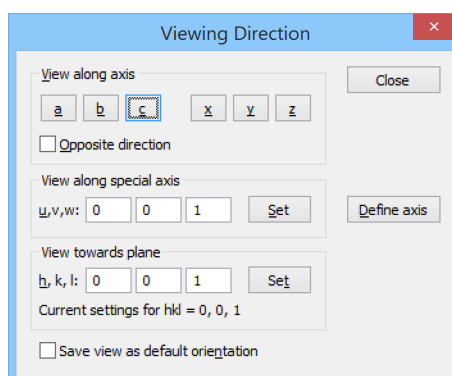 Viewing Direction
×
View along axis
Close
a b c x y z
Opposite direction
View along special axis
u,v,w: 0 0 1 Set
Define axis
View towards plane
h, k, l: 0 0 1 Set
Current settings for hkl = 0, 0, 1
Save view as default orientation